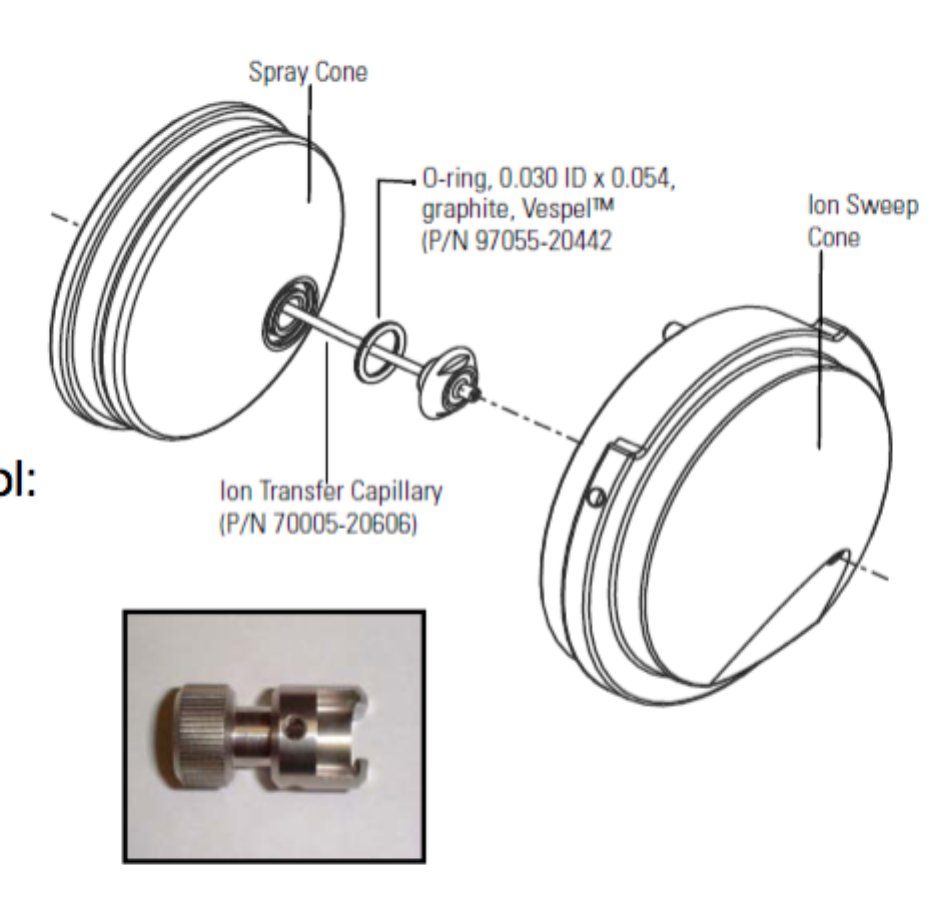 Spray Cone
O-ring, 0.030 ID x 0.054,
graphite, Vespel™
(P/N 97055-20442
Ion Sweep
Cone
ol:
Ion Transfer Capillary
(P/N 70005-20606)